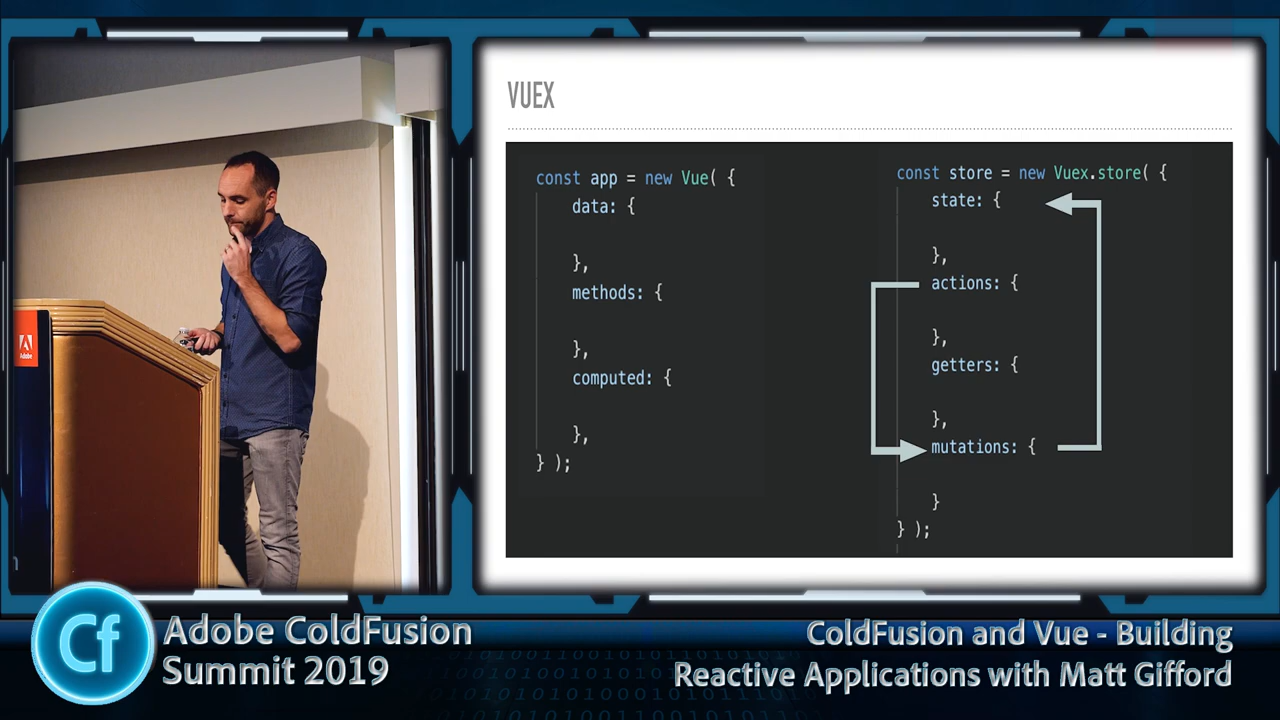 VUEX
const app = new Vue( {
data: {
},
methods: {
},
computed: {
},
} );
const store = new Vuex.store( {
state: {
},
actions: {
},
getters: {
},
mutations: {
}
} );
Adobe
Cf
Adobe ColdFusion
Summit 2019
ColdFusion and Vue - Building
Reactive Applications with Matt Gifford